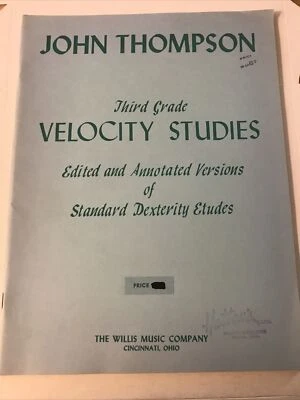 JOHN THOMPSON
Third Grade
VELOCITY STUDIES
Edited and Annotated Versions
of
Standard Dexterity Etudes
PRICE
THE WILLIS MUSIC COMPANY
CINCINNATI, OHIO